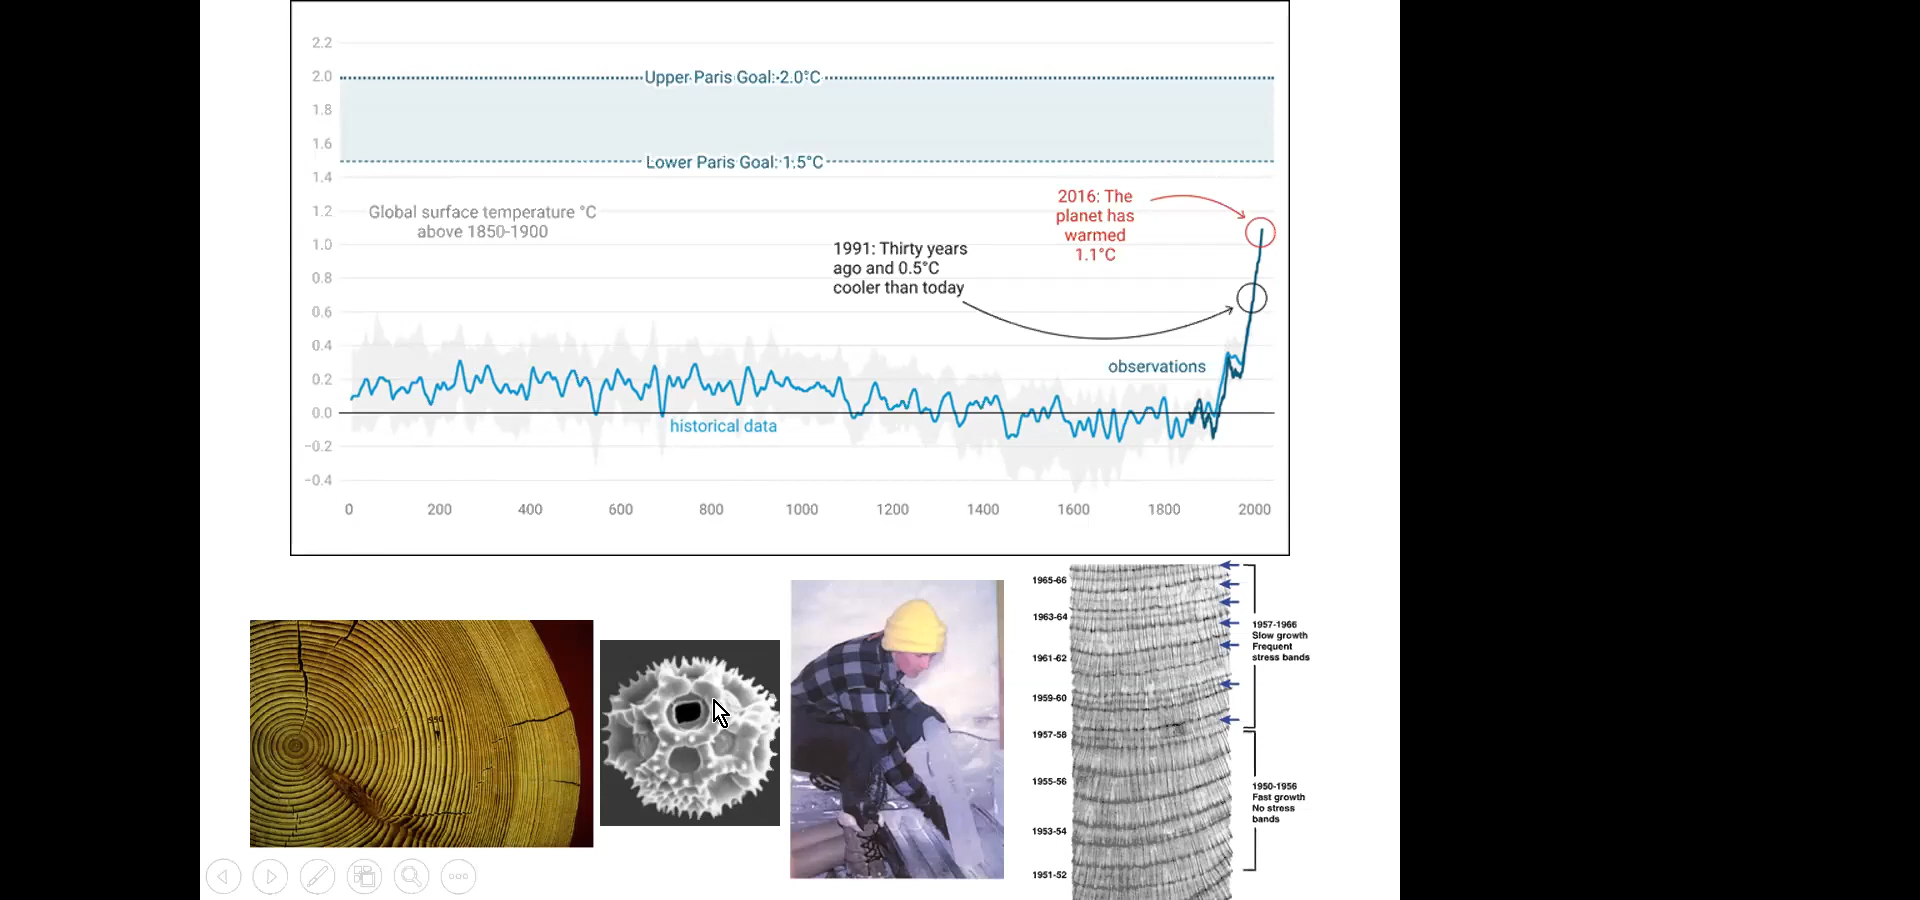 2.2
2.0
Upper Paris Goal: 2.0°C
1.8
1.6
Lower Paris Goal: 1.5°C
1.4
1.2
Global surface temperature °C
above 1850-1900
2016: The
planet has
warmed
1.1°C
1.0
1991: Thirty years
ago and 0.5°C
cooler than today
0.8
0.6
0.4
observations
0.2
0.0
historical data
−0.2
−0.4
0 200 400 600 800 1000 1200 1400 1600 1800 2000
1965-66
1963-64
1961-62
1959-60
1957-58
1955-56
1953-54
1951-52
1957-1966
Slow growth
Frequent
stress bands
1950-1956
Fast growth
No stress
bands
550